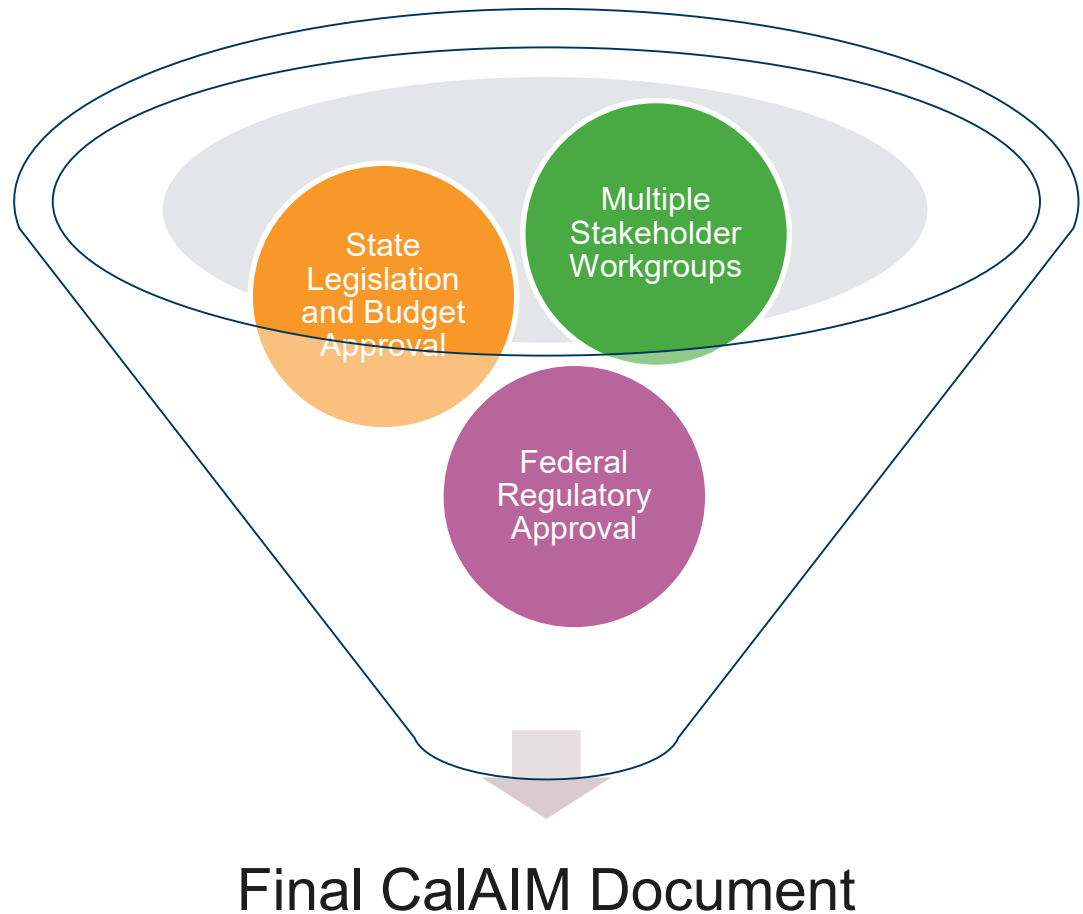 State
Legislation
and Budget
Approval
Multiple
Stakeholder
Workgroups
Federal
Regulatory
Approval
Final CalAIM Document